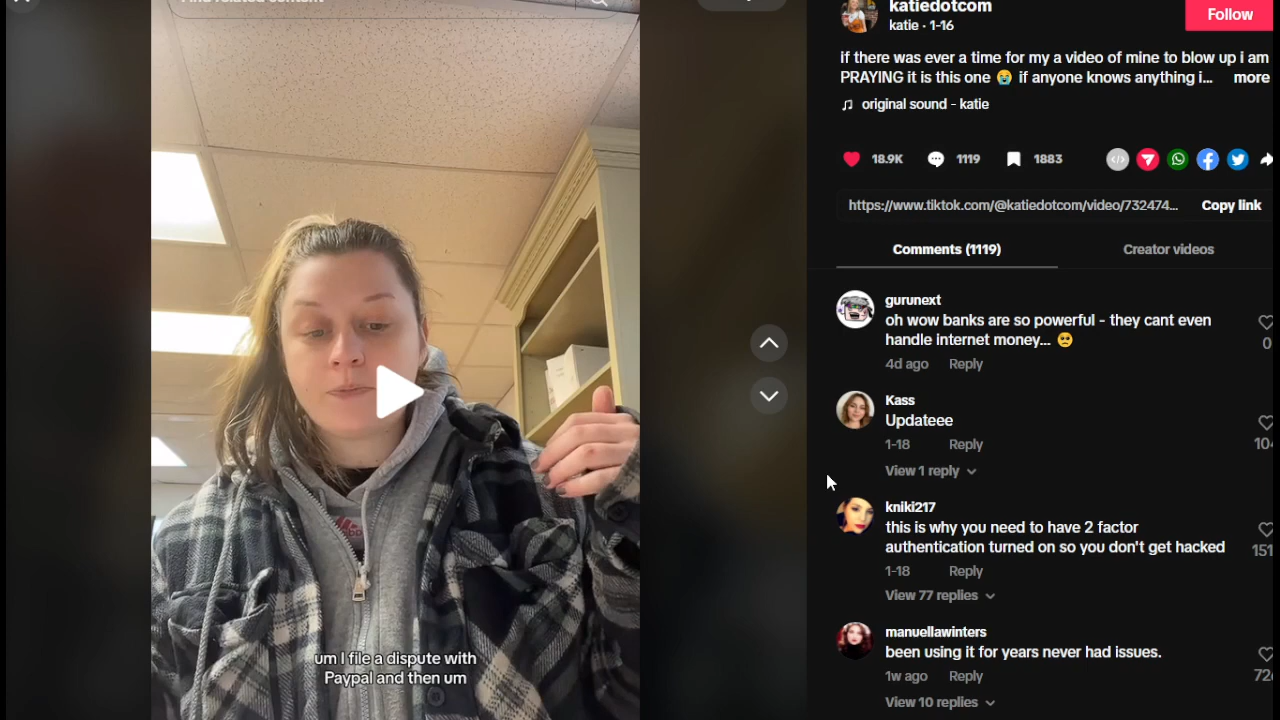 Find related content
katiedotcom
katie · 1-16
Follow
if there was ever a time for my a video of mine to blow up i am
PRAYING it is this one 😭 if anyone knows anything i... more
original sound - katie
18.9K
1119
1883
https://www.tiktok.com/@katiedotcom/video/732474...
Copy link
Comments (1119)
Creator videos
gurunext
oh wow banks are so powerful - they cant even
handle internet money... 🥺
0
4d ago Reply
Kass
Updateee
1-18 Reply
View 1 reply
kniki217
this is why you need to have 2 factor
authentication turned on so you don't get hacked
151
1-18 Reply
View 77 replies
manuellawinters
been using it for years never had issues.
1w ago Reply
View 10 replies
um I file a dispute with
Paypal and then um